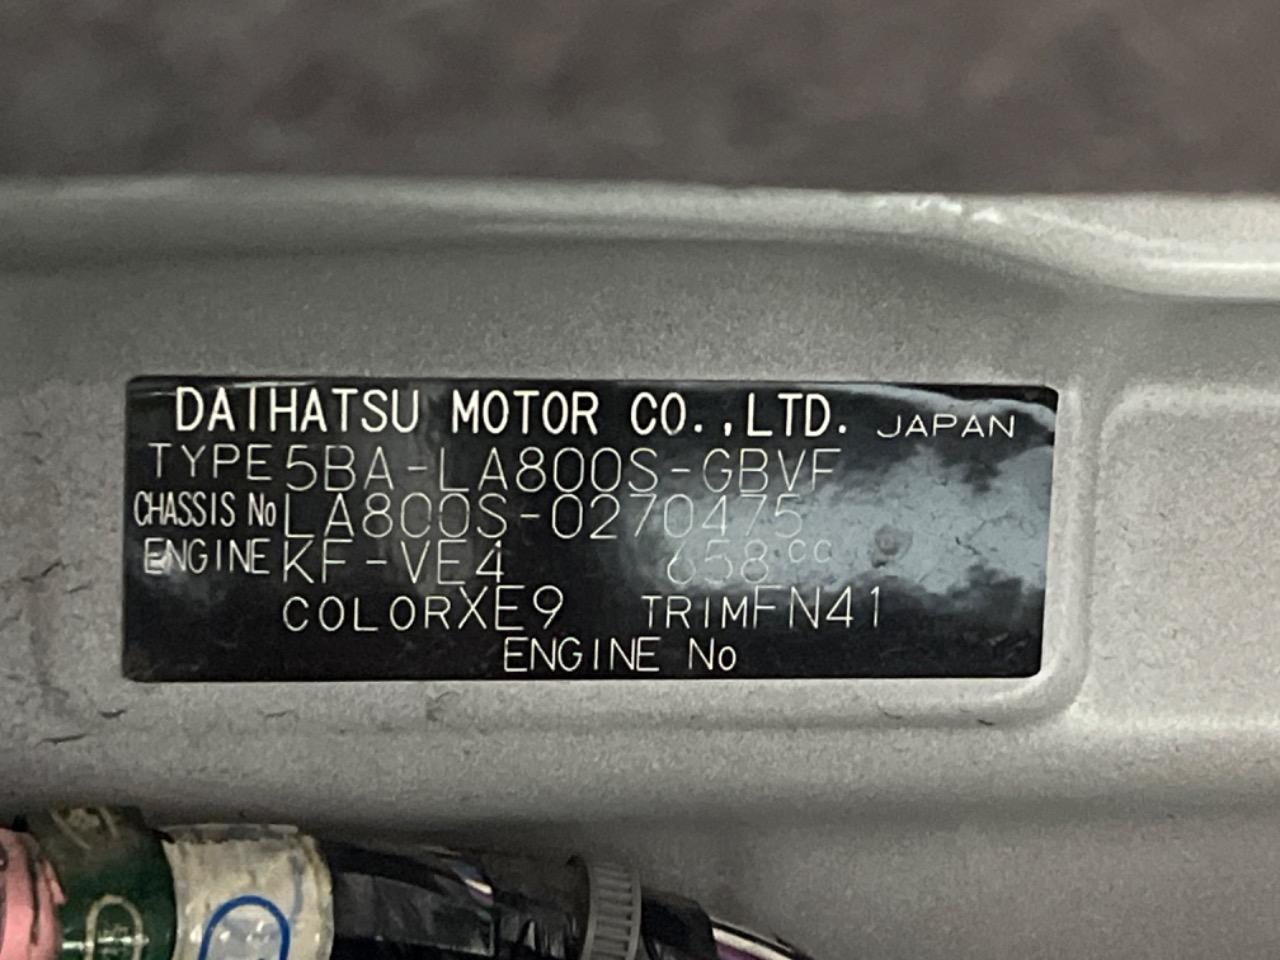 DAIHATSU MOTOR CO.,LTD. JAPAN
TYPE 5BA-LA800S-GBVF
CHASSIS No LA800S-0270475
ENGINE KF-VE4 658cc
COLOR XE9 TRIM FN41
ENGINE No